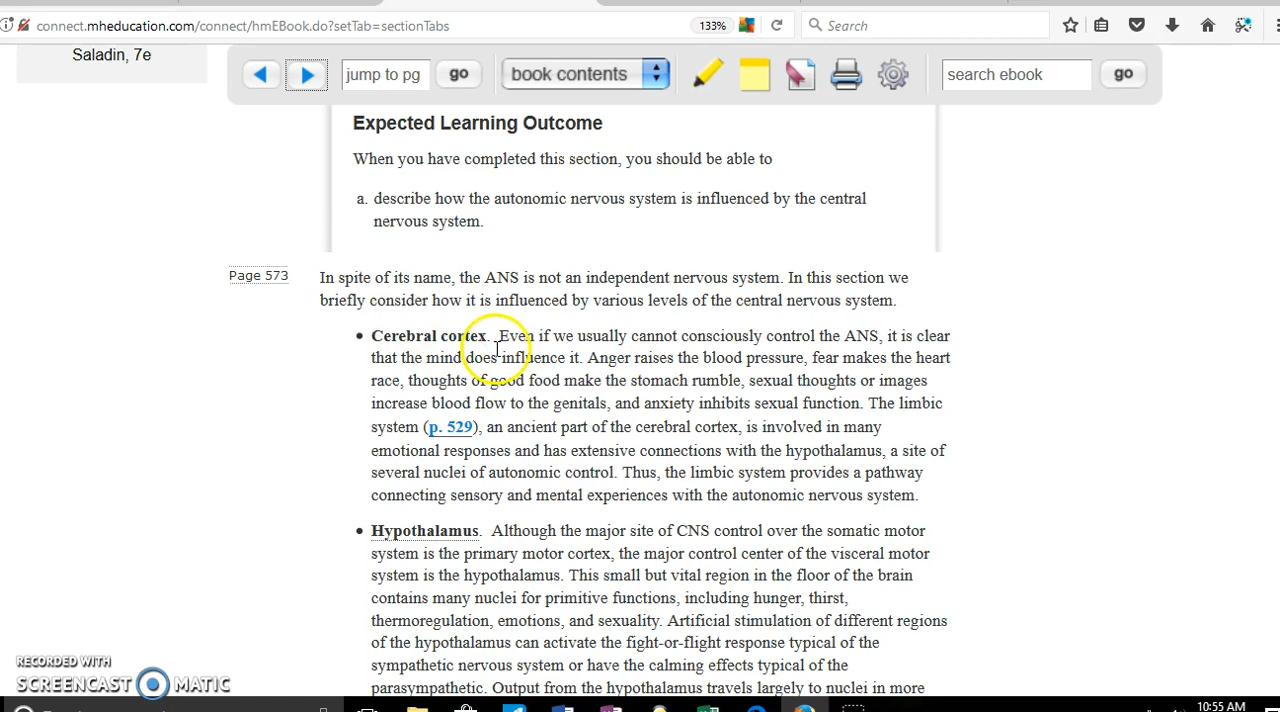 connect.mheducation.com/connect/hmEBook.do?setTab=sectionTabs
133%
Search
Saladin, 7e
jump to pg
go
book contents
search ebook
go
Expected Learning Outcome
When you have completed this section, you should be able to
a. describe how the autonomic nervous system is influenced by the central
nervous system.
Page 573
In spite of its name, the ANS is not an independent nervous system. In this section we
briefly consider how it is influenced by various levels of the central nervous system.
• Cerebral cortex. Even if we usually cannot consciously control the ANS, it is clear
that the mind does influence it. Anger raises the blood pressure, fear makes the heart
race, thoughts of good food make the stomach rumble, sexual thoughts or images
increase blood flow to the genitals, and anxiety inhibits sexual function. The limbic
system (p. 529), an ancient part of the cerebral cortex, is involved in many
emotional responses and has extensive connections with the hypothalamus, a site of
several nuclei of autonomic control. Thus, the limbic system provides a pathway
connecting sensory and mental experiences with the autonomic nervous system.
• Hypothalamus. Although the major site of CNS control over the somatic motor
system is the primary motor cortex, the major control center of the visceral motor
system is the hypothalamus. This small but vital region in the floor of the brain
contains many nuclei for primitive functions, including hunger, thirst,
thermoregulation, emotions, and sexuality. Artificial stimulation of different regions
of the hypothalamus can activate the fight-or-flight response typical of the
sympathetic nervous system or have the calming effects typical of the
parasympathetic. Output from the hypothalamus travels largely to nuclei in more
RECORDED WITH
SCREENCAST MATIC
10:55 AM